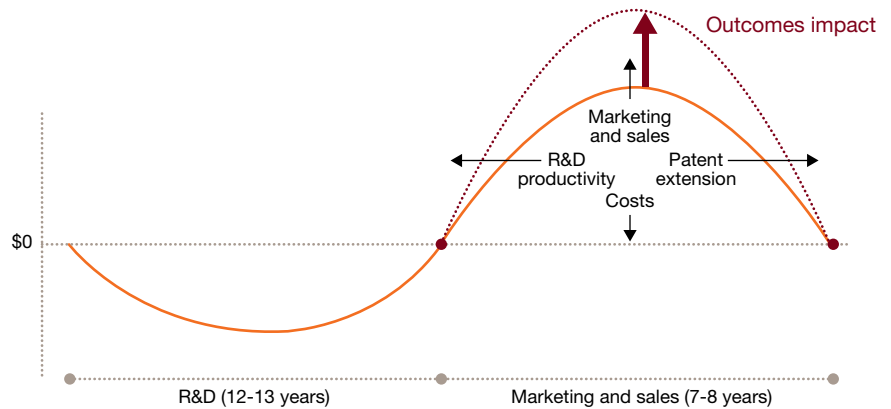 Outcomes impact
Marketing
and sales
R&D
productivity
Patent
extension
Costs
$0
R&D (12-13 years)
Marketing and sales (7-8 years)